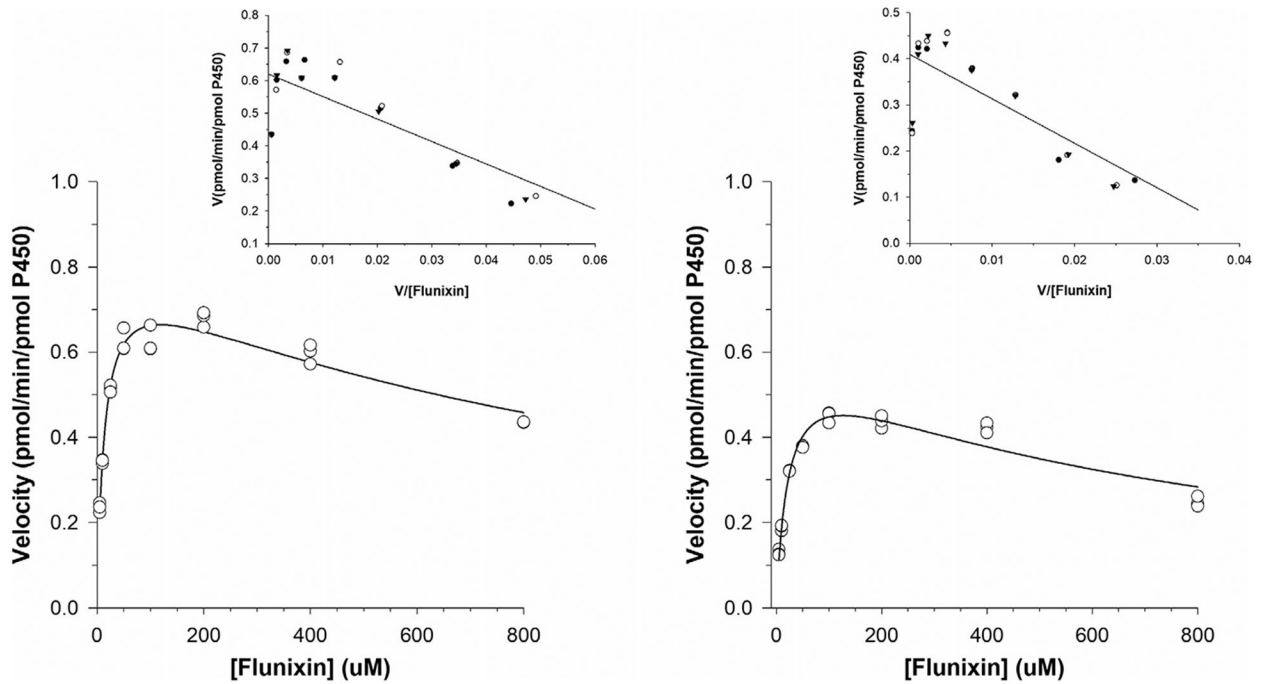 0.8
0.7
0.6
0.5
0.4
0.3
0.2
0.1
V(pmol/min/pmol P450)
0.00 0.01 0.02 0.03 0.04 0.05 0.06
V/[Flunixin]
1.0
0.8
0.6
0.4
0.2
0.0
Velocity (pmol/min/pmol P450)
0 200 400 600 800
[Flunixin] (uM)
0.5
0.4
0.3
0.2
0.1
0.0
V(pmol/min/pmol P450)
0.00 0.01 0.02 0.03 0.04
V/[Flunixin]
1.0
0.8
0.6
0.4
0.2
0.0
Velocity (pmol/min/pmol P450)
0 200 400 600 800
[Flunixin] (uM)